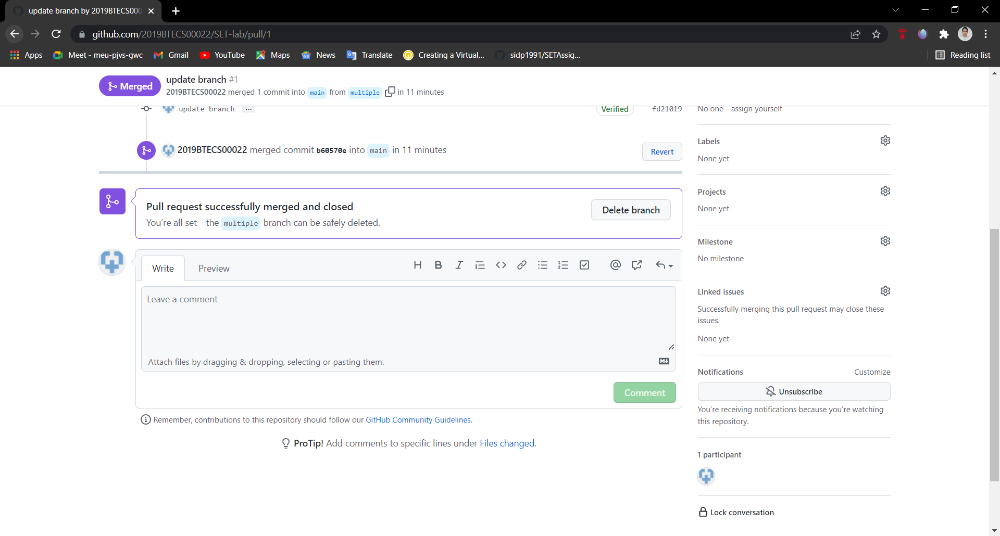 update branch by 2019BTECS000
github.com/2019BTECS00022/SET-lab/pull/1
Apps
Meet - meu-pjvs-gwc
Gmail
YouTube
Maps
News
Translate
Creating a Virtual...
sidp1991/SETAssig...
Reading list
Merged
update branch #1
2019BTECS00022 merged 1 commit into main from multiple in 11 minutes
update branch ...
Verified
fd21019
No one—assign yourself
2019BTECS00022 merged commit b60570e into main in 11 minutes
Revert
Labels
None yet
Pull request successfully merged and closed
You're all set—the multiple branch can be safely deleted.
Delete branch
Projects
None yet
Milestone
No milestone
Write
Preview
Leave a comment
Attach files by dragging & dropping, selecting or pasting them.
Comment
Linked issues
Successfully merging this pull request may close these
issues.
None yet
Notifications
Customize
Unsubscribe
You're receiving notifications because you're watching
this repository.
Remember, contributions to this repository should follow our GitHub Community Guidelines.
ProTip! Add comments to specific lines under Files changed.
1 participant
Lock conversation